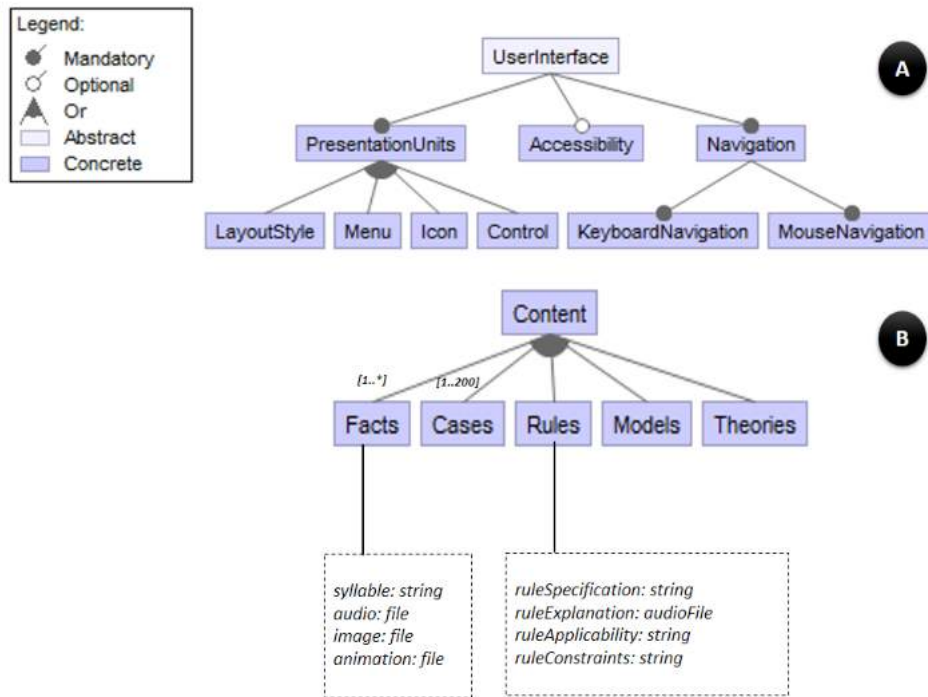 Legend:
Mandatory
Optional
Or
Abstract
Concrete
UserInterface
A
PresentationUnits
Accessibility
Navigation
LayoutStyle
Menu
Icon
Control
KeyboardNavigation
MouseNavigation
Content
B
[1..*]
[1..200]
Facts
Cases
Rules
Models
Theories
syllable: string
audio: file
image: file
animation: file
ruleSpecification: string
ruleExplanation: audioFile
ruleApplicability: string
ruleConstraints: string